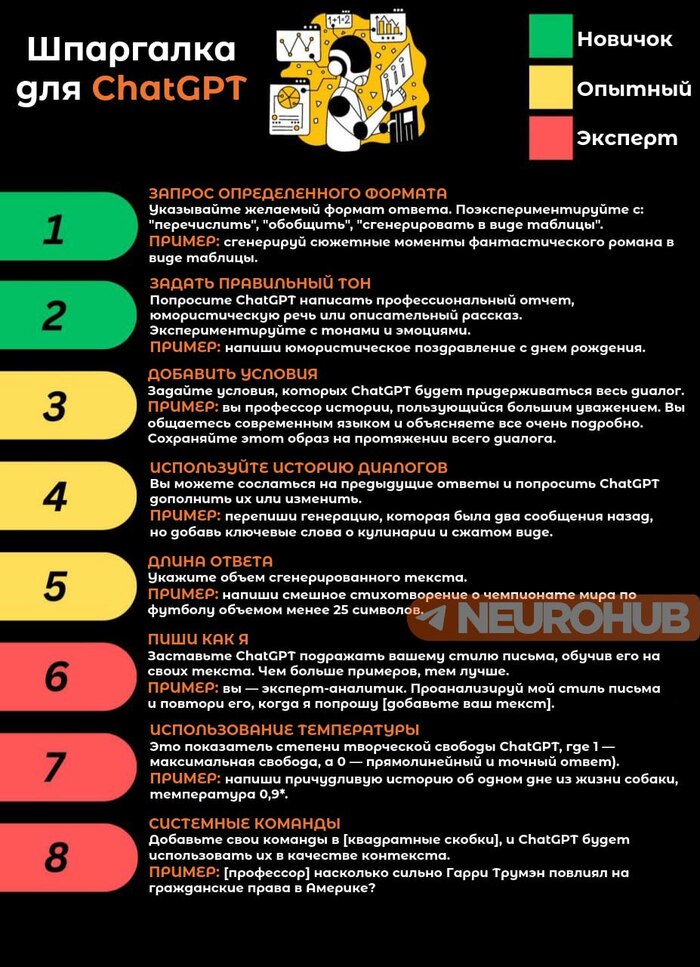 Шпаргалка
для ChatGPT
1+1=2
Новичок
Опытный
Эксперт
1
ЗАПРОС ОПРЕДЕЛЕННОГО ФОРМАТА
Указывайте желаемый формат ответа. Поэкспериментируйте с:
"перечислить", "обобщить", "сгенерировать в виде таблицы".
ПРИМЕР: сгенерируй сюжетные моменты фантастического романа в
виде таблицы.
2
ЗАДАТЬ ПРАВИЛЬНЫЙ ТОН
Попросите ChatGPT написать профессиональный отчет,
юмористическую речь или описательный рассказ.
Экспериментируйте с тонами и эмоциями.
ПРИМЕР: напиши юмористическое поздравление с днем рождения.
3
ДОБАВИТЬ УСЛОВИЯ
Задайте условия, которых ChatGPT будет придерживаться весь диалог.
ПРИМЕР: вы профессор истории, пользующийся большим уважением. Вы
общаетесь современным языком и объясняете все очень подробно.
Сохраняйте этот образ на протяжении всего диалога.
4
ИСПОЛЬЗУЙТЕ ИСТОРИЮ ДИАЛОГОВ
Вы можете сослаться на предыдущие ответы и попросить ChatGPT
дополнить их или изменить.
ПРИМЕР: перепиши генерацию, которая была два сообщения назад,
но добавь ключевые слова о кулинарии и сжатом виде.
5
ДЛИНА ОТВЕТА
Укажите объем сгенерированного текста.
ПРИМЕР: напиши смешное стихотворение о чемпионате мира по
футболу объемом менее 25 символов.
NEUROHUB
6
ПИШИ КАК Я
Заставьте ChatGPT подражать вашему стилю письма, обучив его на
своих текста. Чем больше примеров, тем лучше.
ПРИМЕР: вы — эксперт-аналитик. Проанализируй мой стиль письма
и повтори его, когда я попрошу [добавьте ваш текст].
7
ИСПОЛЬЗОВАНИЕ ТЕМПЕРАТУРЫ
Это показатель степени творческой свободы ChatGPT, где 1 —
максимальная свобода, а 0 — прямолинейный и точный ответ).
ПРИМЕР: напиши причудливую историю об одном дне из жизни собаки,
температура 0,9*.
8
СИСТЕМНЫЕ КОМАНДЫ
Добавьте свои команды в [квадратные скобки], и ChatGPT будет
использовать их в качестве контекста.
ПРИМЕР: [профессор] насколько сильно Гарри Трумэн повлиял на
гражданские права в Америке?